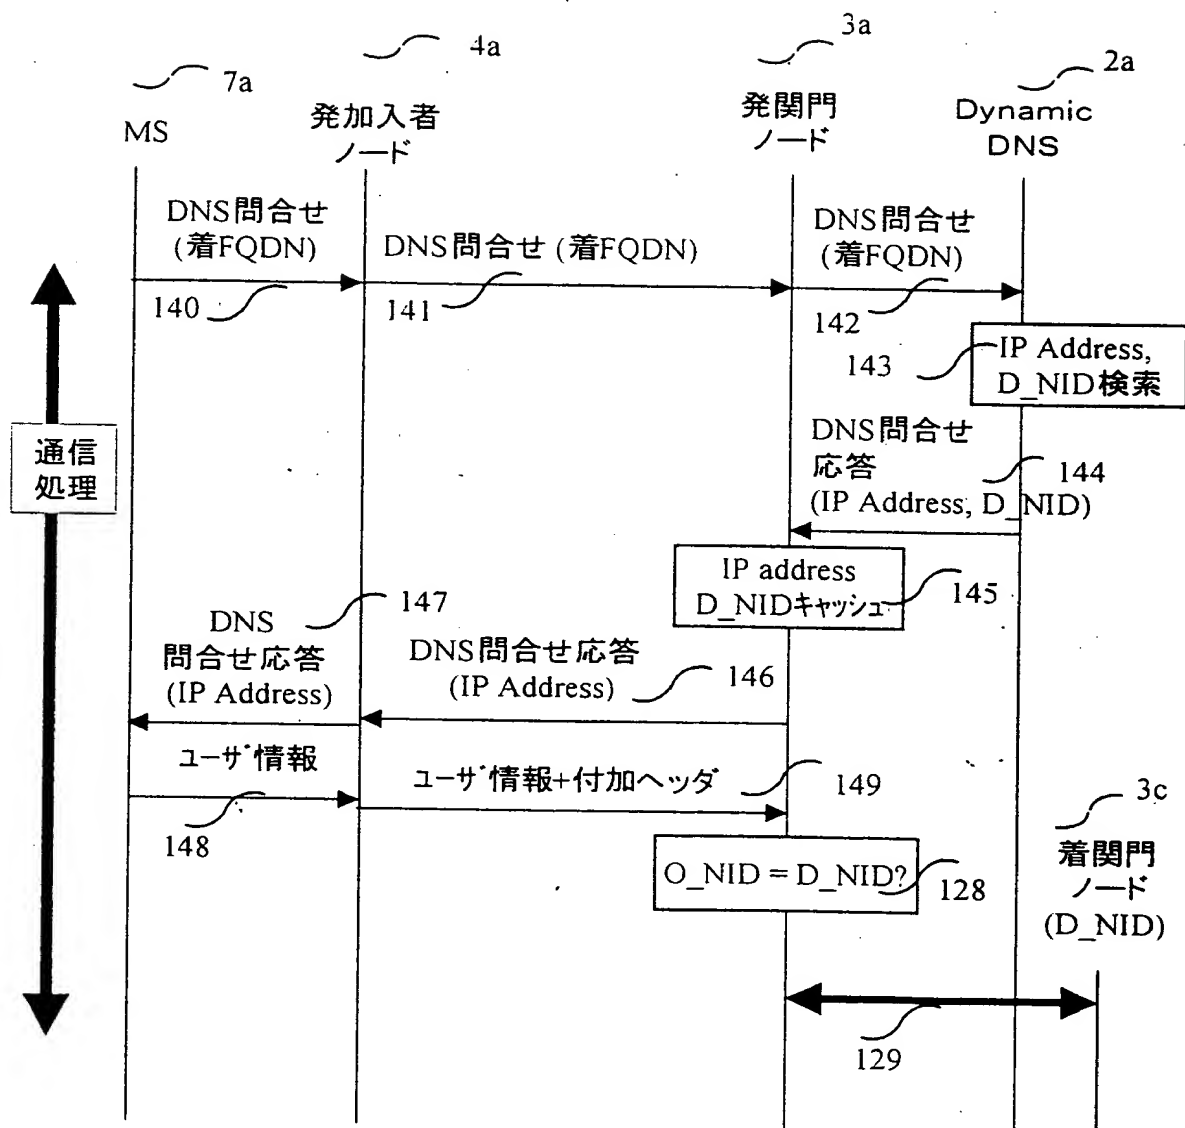 7a
MS
4a
発加入者
ノード
3a
発関門
ノード
2a
Dynamic
DNS
DNS問合せ
(着FQDN)
140
DNS問合せ (着FQDN)
141
DNS問合せ
(着FQDN)
142
143
IP Address,
D_NID検索
通信
処理
DNS問合せ
応答
(IP Address, D_NID)
144
IP address
D_NIDキャッシュ
145
147
DNS
問合せ応答
(IP Address)
DNS問合せ応答
(IP Address)
146
ユーザ情報
148
ユーザ情報+付加ヘッダ
149
O_NID = D_NID?
128
3c
着関門
ノード
(D_NID)
129